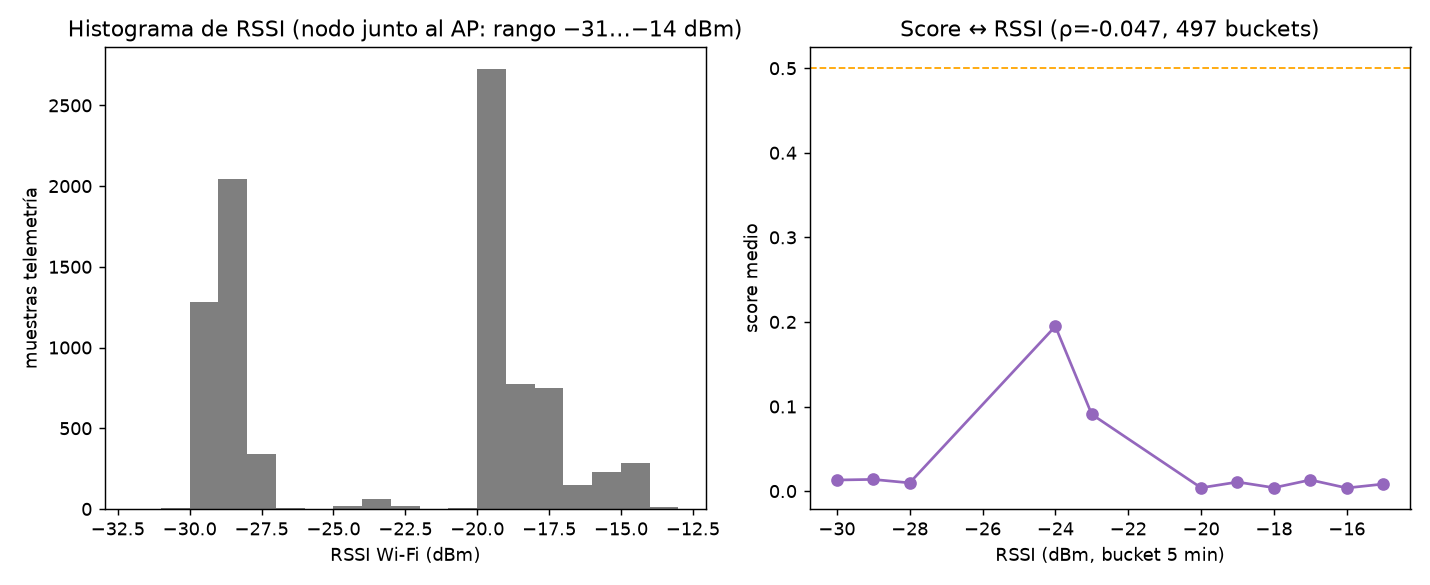 Histograma de RSSI (nodo junto al AP: rango −31…−14 dBm)
muestras telemetría
2500
2000
1500
1000
500
0
−32.5 −30.0 −27.5 −25.0 −22.5 −20.0 −17.5 −15.0 −12.5
RSSI Wi-Fi (dBm)
Score ↔ RSSI (ρ=-0.047, 497 buckets)
score medio
0.5
0.4
0.3
0.2
0.1
0.0
−30 −28 −26 −24 −22 −20 −18 −16
RSSI (dBm, bucket 5 min)